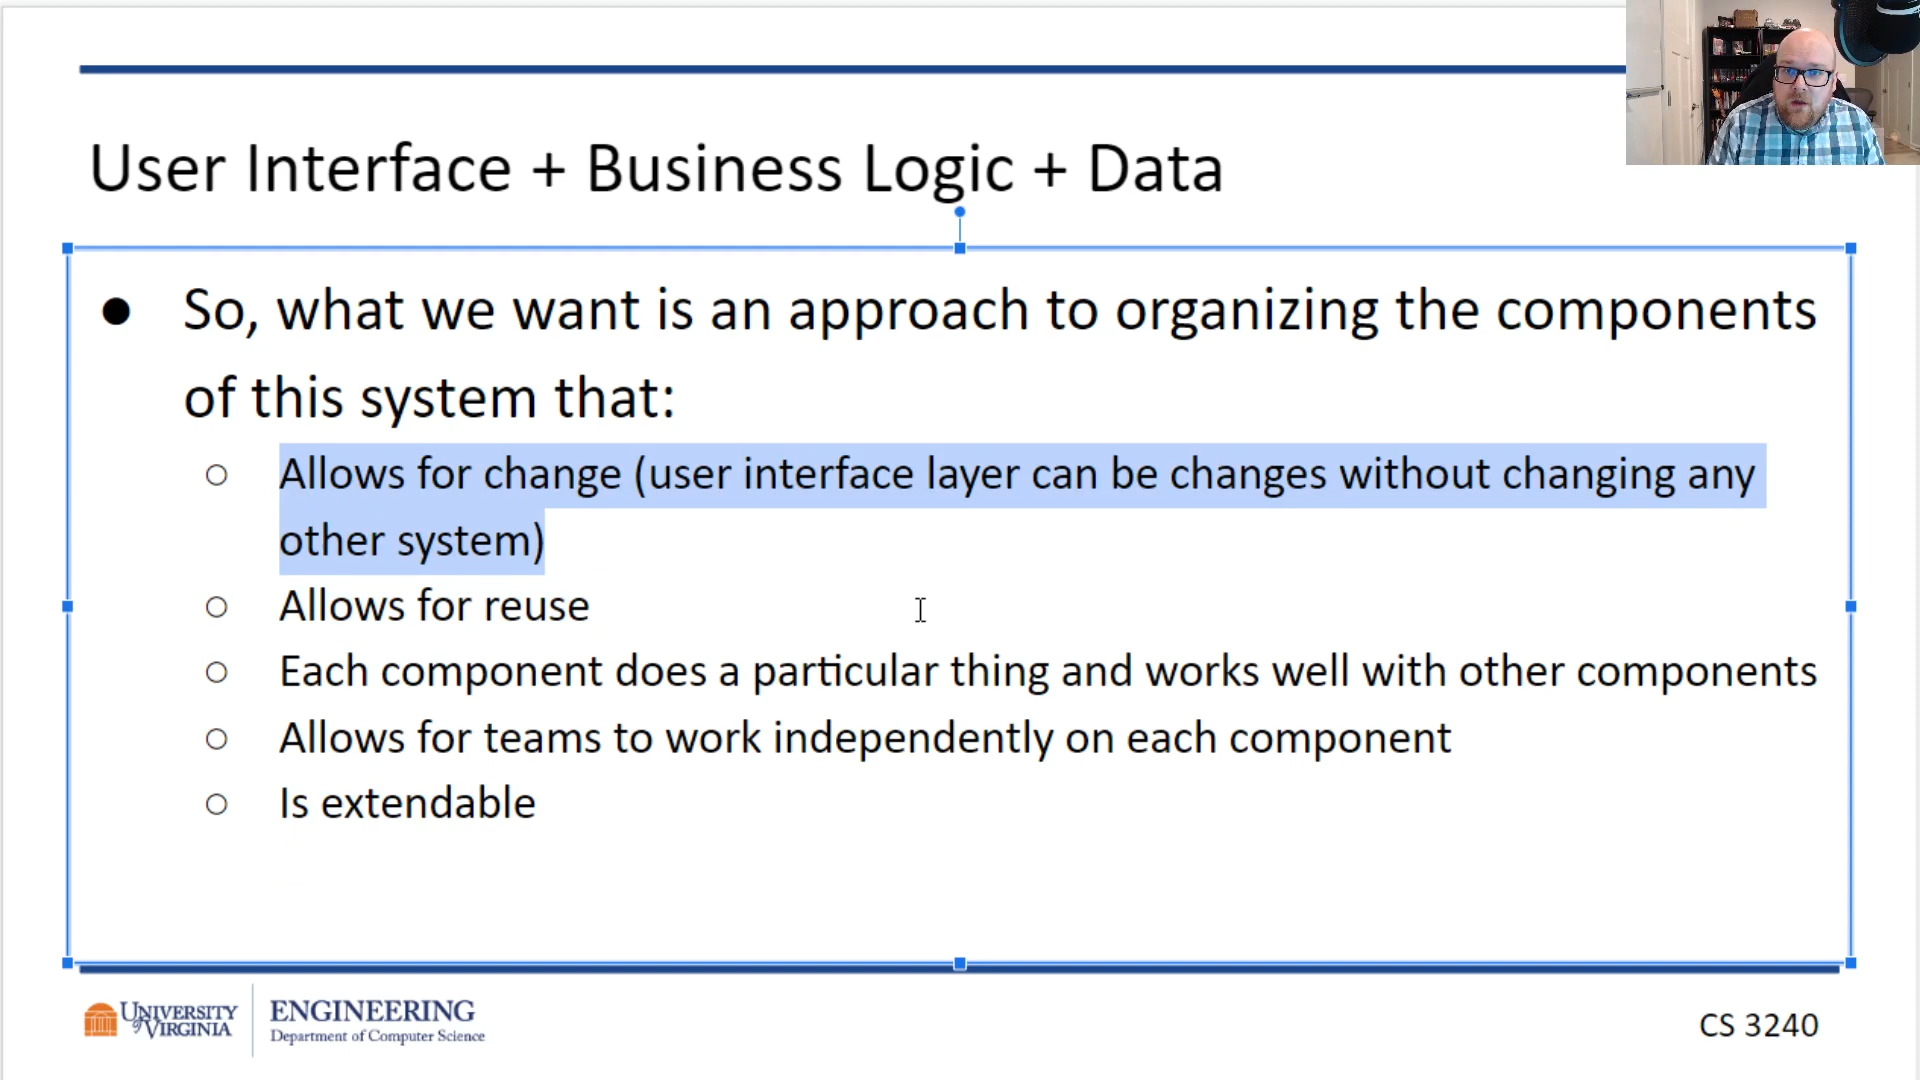 User Interface + Business Logic + Data
● So, what we want is an approach to organizing the components
of this system that:
○ Allows for change (user interface layer can be changes without changing any
other system)
○ Allows for reuse
○ Each component does a particular thing and works well with other components
○ Allows for teams to work independently on each component
○ Is extendable
UNIVERSITY
of VIRGINIA
ENGINEERING
Department of Computer Science
CS 3240